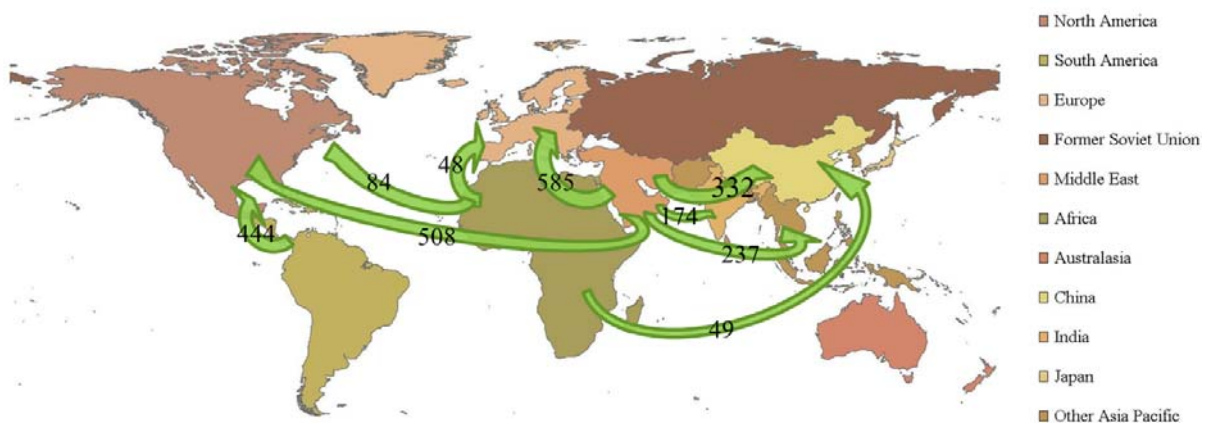 North America
South America
Europe
Former Soviet Union
Middle East
Africa
Australasia
China
India
Japan
Other Asia Pacific
84
48
585
332
174
444
508
237
49